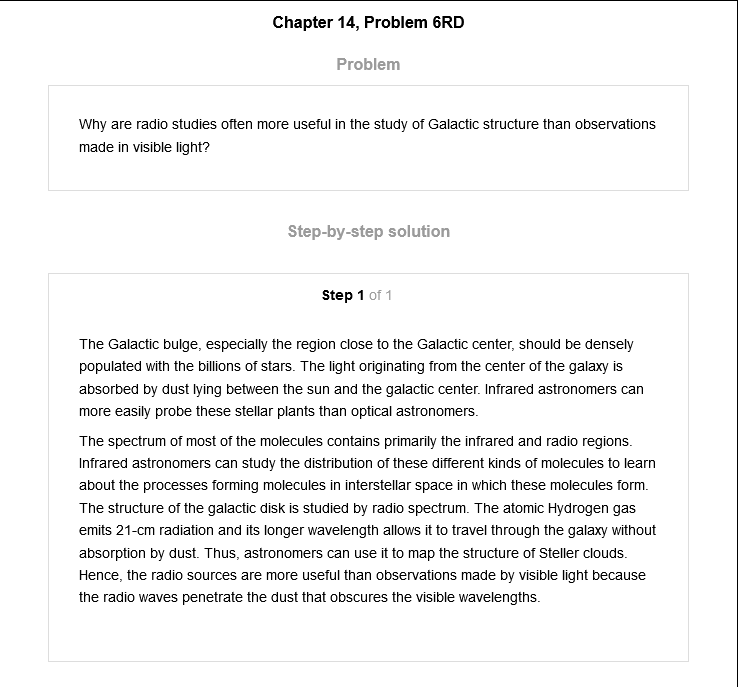 Chapter 14, Problem 6RD
Problem
Why are radio studies often more useful in the study of Galactic structure than observations
made in visible light?
Step-by-step solution
Step 1 of 1
The Galactic bulge, especially the region close to the Galactic center, should be densely
populated with the billions of stars. The light originating from the center of the galaxy is
absorbed by dust lying between the sun and the galactic center. Infrared astronomers can
more easily probe these stellar plants than optical astronomers.
The spectrum of most of the molecules contains primarily the infrared and radio regions.
Infrared astronomers can study the distribution of these different kinds of molecules to learn
about the processes forming molecules in interstellar space in which these molecules form.
The structure of the galactic disk is studied by radio spectrum. The atomic Hydrogen gas
emits 21-cm radiation and its longer wavelength allows it to travel through the galaxy without
absorption by dust. Thus, astronomers can use it to map the structure of Steller clouds.
Hence, the radio sources are more useful than observations made by visible light because
the radio waves penetrate the dust that obscures the visible wavelengths.